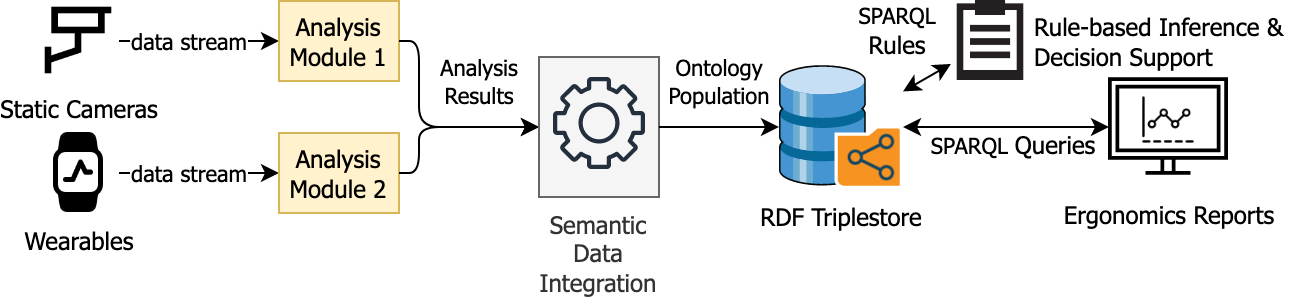 Static Cameras
data stream
Analysis
Module 1
Wearables
data stream
Analysis
Module 2
Analysis
Results
Semantic
Data
Integration
Ontology
Population
RDF Triplestore
SPARQL
Rules
Rule-based Inference &
Decision Support
SPARQL Queries
Ergonomics Reports